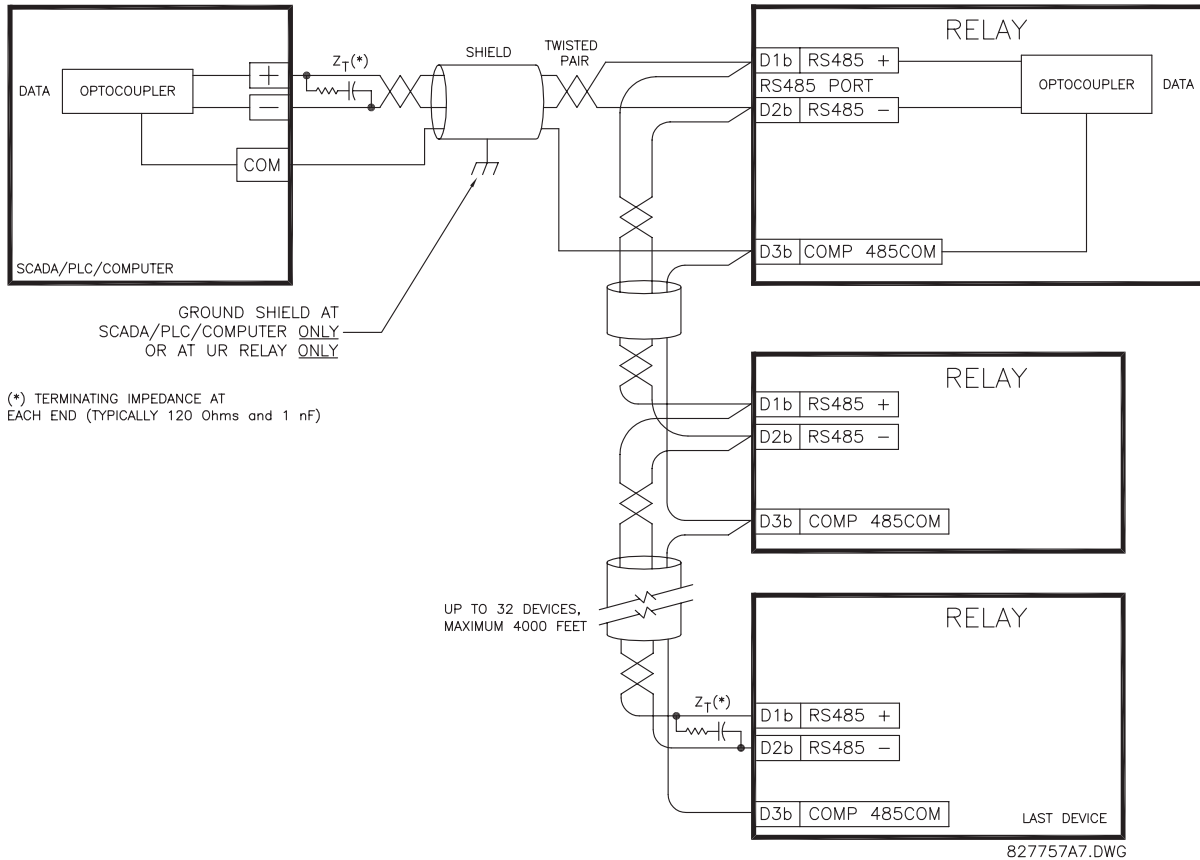 RELAY
SHIELD
TWISTED
PAIR
Z_T(*)
DATA
OPTOCOUPLER
+
−
COM
SCADA/PLC/COMPUTER
D1b RS485 +
RS485 PORT
D2b RS485 −
OPTOCOUPLER
DATA
D3b COMP 485COM
GROUND SHIELD AT
SCADA/PLC/COMPUTER ONLY
OR AT UR RELAY ONLY
(*) TERMINATING IMPEDANCE AT
EACH END (TYPICALLY 120 Ohms and 1 nF)
RELAY
D1b RS485 +
D2b RS485 −
D3b COMP 485COM
UP TO 32 DEVICES,
MAXIMUM 4000 FEET
RELAY
Z_T(*)
D1b RS485 +
D2b RS485 −
D3b COMP 485COM
LAST DEVICE
827757A7.DWG